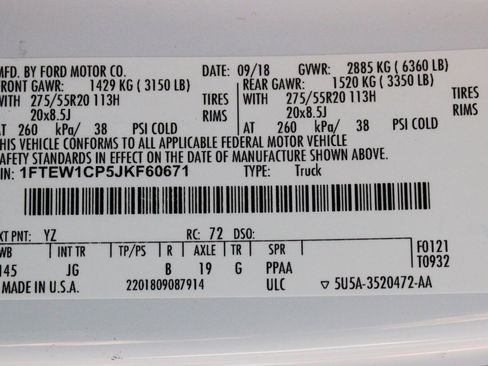 MFD. BY FORD MOTOR CO. DATE: 09/18 GVWR: 2885 KG ( 6360 LB)
FRONT GAWR: 1429 KG ( 3150 LB) REAR GAWR: 1520 KG ( 3350 LB)
WITH 275/55R20 113H TIRES WITH 275/55R20 113H TIRES
20x8.5J RIMS 20x8.5J RIMS
AT 260 kPa/ 38 PSI COLD AT 260 kPa/ 38 PSI COLD
THIS VEHICLE CONFORMS TO ALL APPLICABLE FEDERAL MOTOR VEHICLE
SAFETY STANDARDS IN EFFECT ON THE DATE OF MANUFACTURE SHOWN ABOVE.
VIN: 1FTEW1CP5JKF60671 TYPE: Truck
EXT PNT: YZ RC: 72 DSO:
WB INT TR TP/PS R AXLE TR SPR F0121
145 JG B 19 G PPAA T0932
MADE IN U.S.A. 2201809087914 ULC ▽ 5U5A-3520472-AA